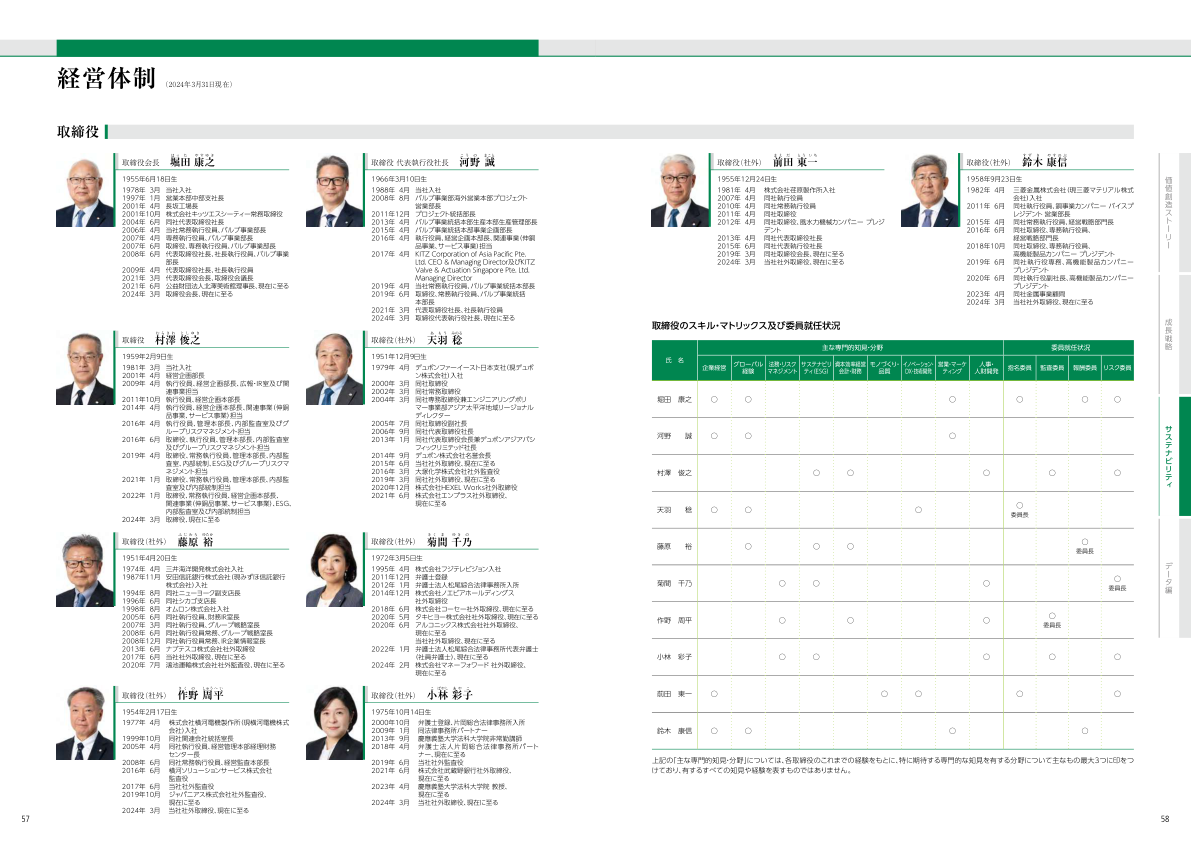 経営体制 (2024年3月31日現在)
取締役
取締役会長 堀田 康之
1955年6月18日生
1978年 3月 当社入社
1997年 1月 営業本部中部支社長
2001年 4月 長坂工場長
2001年10月 株式会社キッツエスシーティー常務取締役
2004年 6月 同社代表取締役社長
2006年 4月 当社常務執行役員、バルブ事業部長
2007年 4月 専務執行役員、バルブ事業部長
2007年 6月 取締役、専務執行役員、バルブ事業部長
2008年 6月 代表取締役社長、社長執行役員、バルブ事業
部長
2009年 4月 代表取締役社長、社長執行役員
2021年 3月 代表取締役会長、取締役会議長
2021年 6月 公益財団法人北澤美術館理事長、現在に至る
2024年 3月 取締役会長、現在に至る
取締役 代表執行役社長 河野 誠
1966年3月10日生
1988年 4月 当社入社
2008年 8月 バルブ事業部海外営業本部プロジェクト
営業部長
2011年12月 プロジェクト統括部長
2013年 4月 バルブ事業統括本部生産本部生産管理部長
2015年 4月 バルブ事業統括本部事業企画部長
2016年 4月 執行役員、経営企画本部長、関連事業(伸銅
品事業、サービス事業)担当
2017年 4月 KITZ Corporation of Asia Pacific Pte.
Ltd. CEO & Managing Director及びKITZ
Valve & Actuation Singapore Pte. Ltd.
Managing Director
2019年 4月 当社常務執行役員、バルブ事業統括本部長
2019年 6月 取締役、常務執行役員、バルブ事業統括
本部長
2021年 3月 代表取締役社長、社長執行役員
2024年 3月 取締役代表執行役社長、現在に至る
取締役 村澤 俊之
1959年2月9日生
1981年 3月 当社入社
2001年 4月 経営企画部長
2009年 4月 執行役員、経営企画部長、広報・IR室及び関
連事業担当
2011年10月 執行役員、経営企画本部長
2014年 4月 執行役員、経営企画本部長、関連事業(伸銅
品事業、サービス事業)担当
2016年 4月 執行役員、管理本部長、内部監査室及びグ
ループリスクマネジメント担当
2016年 6月 取締役、執行役員、管理本部長、内部監査室
及びグループリスクマネジメント担当
2019年 4月 取締役、常務執行役員、管理本部長、内部監
査室、内部統制、ESG及びグループリスクマ
ネジメント担当
2021年 1月 取締役、常務執行役員、管理本部長、内部監
査室及び内部統制担当
2022年 1月 取締役、常務執行役員、経営企画本部長、
関連事業(伸銅品事業、サービス事業)、ESG、
内部監査室及び内部統制担当
2024年 3月 取締役、現在に至る
取締役(社外) 天羽 稔
1951年12月9日生
1979年 4月 デュポンファーイースト日本支社(現デュポ
ン株式会社)入社
2000年 3月 同社取締役
2002年 3月 同社常務取締役
2004年 3月 同社専務取締役兼エンジニアリングポリ
マー事業部アジア太平洋地域リージョナル
ディレクター
2005年 7月 同社取締役副社長
2006年 9月 同社代表取締役社長
2013年 1月 同社代表取締役会長兼デュポンアジアパシ
フィックリミテッド社長
2014年 9月 デュポン株式会社名誉会長
2015年 6月 当社社外取締役、現在に至る
2016年 3月 大塚化学株式会社社外監査役
2019年 3月 同社社外取締役、現在に至る
2020年12月 株式会社HEXEL Works社外取締役
2021年 6月 株式会社エンプラス社外取締役、
現在に至る
取締役(社外) 藤原 裕
1951年4月20日生
1974年 4月 三井海洋開発株式会社入社
1987年11月 安田信託銀行株式会社(現みずほ信託銀行
株式会社)入社
1994年 8月 同社ニューヨーク副支店長
1996年 6月 同社シカゴ支店長
1998年 8月 オムロン株式会社入社
2005年 6月 同社執行役員、財務IR室長
2007年 3月 同社執行役員、グループ戦略室長
2008年 6月 同社執行役員常務、グループ戦略室長
2008年12月 同社執行役員常務、IR企業情報室長
2013年 6月 ナブテスコ株式会社社外取締役
2017年 6月 当社社外取締役、現在に至る
2020年 7月 鴻池運輸株式会社社外監査役、現在に至る
取締役(社外) 菊間 千乃
1972年3月5日生
1995年 4月 株式会社フジテレビジョン入社
2011年12月 弁護士登録
2012年 1月 弁護士法人松尾綜合法律事務所入所
2014年12月 株式会社ノエビアホールディングス
社外取締役
2018年 6月 株式会社コーセー社外取締役、現在に至る
2020年 5月 タキヒヨー株式会社社外取締役、現在に至る
2020年 6月 アルコニックス株式会社社外取締役、
現在に至る
当社社外取締役、現在に至る
2022年 1月 弁護士法人松尾綜合法律事務所代表弁護士
(社員弁護士)、現在に至る
2024年 2月 株式会社マネーフォワード 社外取締役、
現在に至る
取締役(社外) 作野 周平
1954年2月17日生
1977年 4月 株式会社横河電機製作所(現横河電機株式
会社)入社
1999年10月 同社関連会社統括室長
2005年 4月 同社執行役員、経営管理本部経理財務
センター長
2008年 6月 同社常務執行役員、経営監査本部長
2016年 6月 横河ソリューションサービス株式会社
監査役
2017年 6月 当社社外監査役
2019年10月 ジャパニアス株式会社社外監査役、
現在に至る
2024年 3月 当社社外取締役、現在に至る
取締役(社外) 小林 彩子
1975年10月14日生
2000年10月 弁護士登録、片岡総合法律事務所入所
2009年 1月 同法律事務所パートナー
2013年 9月 慶應義塾大学法科大学院非常勤講師
2018年 4月 弁護士法人片岡総合法律事務所パート
ナー、現在に至る
2019年 6月 当社社外監査役
2021年 6月 株式会社武蔵野銀行社外取締役、
現在に至る
2023年 4月 慶應義塾大学法科大学院 教授、
現在に至る
2024年 3月 当社社外取締役、現在に至る
57
取締役(社外) 前田 東一
1955年12月24日生
1981年 4月 株式会社荏原製作所入社
2007年 4月 同社執行役員
2010年 4月 同社常務執行役員
2011年 4月 同社取締役
2012年 4月 同社取締役、風水力機械カンパニー プレジ
デント
2013年 4月 同社代表取締役社長
2015年 6月 同社代表執行役社長
2019年 3月 同社取締役会長、現在に至る
2024年 3月 当社社外取締役、現在に至る
取締役(社外) 鈴木 康信
1958年9月23日生
1982年 4月 三菱金属株式会社(現三菱マテリアル株式
会社)入社
2011年 6月 同社執行役員、銅事業カンパニー バイスプ
レジデント 営業部長
2015年 4月 同社常務執行役員、経営戦略部門長
2016年 6月 同社取締役、常務執行役員、
経営戦略部門長
2018年10月 同社取締役、専務執行役員、
高機能製品カンパニー プレジデント
2019年 6月 同社執行役専務、高機能製品カンパニー
プレジデント
2020年 6月 同社執行役副社長、高機能製品カンパニー
プレジデント
2023年 4月 同社金属事業顧問
2024年 3月 当社社外取締役、現在に至る
取締役のスキル・マトリックス及び委員就任状況
氏 名 主な専門的知見・分野 委員就任状況
企業経営 グローバル経験 法務・リスクマネジメント サステナビリティ(ESG) 資本効率経営会計・財務 モノづくり・品質 イノベーション・DX・技術開発 営業・マーケティング 人事・人財開発 指名委員 監査委員 報酬委員 リスク委員
堀田 康之 ○ ○ ○ ○ ○ ○
河野 誠 ○ ○ ○
村澤 俊之 ○ ○ ○ ○ ○
天羽 稔 ○ ○ ○ ○ 委員長
藤原 裕 ○ ○ ○ ○ 委員長
菊間 千乃 ○ ○ ○ ○ 委員長
作野 周平 ○ ○ ○ ○ 委員長
小林 彩子 ○ ○ ○ ○ ○
前田 東一 ○ ○ ○ ○ ○
鈴木 康信 ○ ○ ○ ○
上記の「主な専門的知見・分野」については、各取締役のこれまでの経験をもとに、特に期待する専門的な知見を有する分野について主なもの最大3つに印をつ
けており、有するすべての知見や経験を表すものではありません。
価値創造ストーリー
成長戦略
サステナビリティ
データ編
58